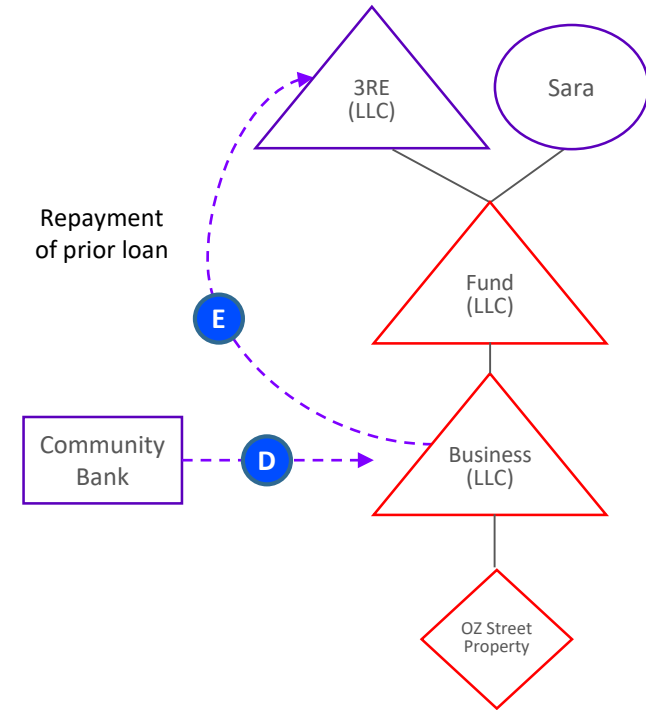 3RE
(LLC)
Sara
Repayment
of prior loan
Fund
(LLC)
E
Community
Bank
D
Business
(LLC)
OZ Street
Property